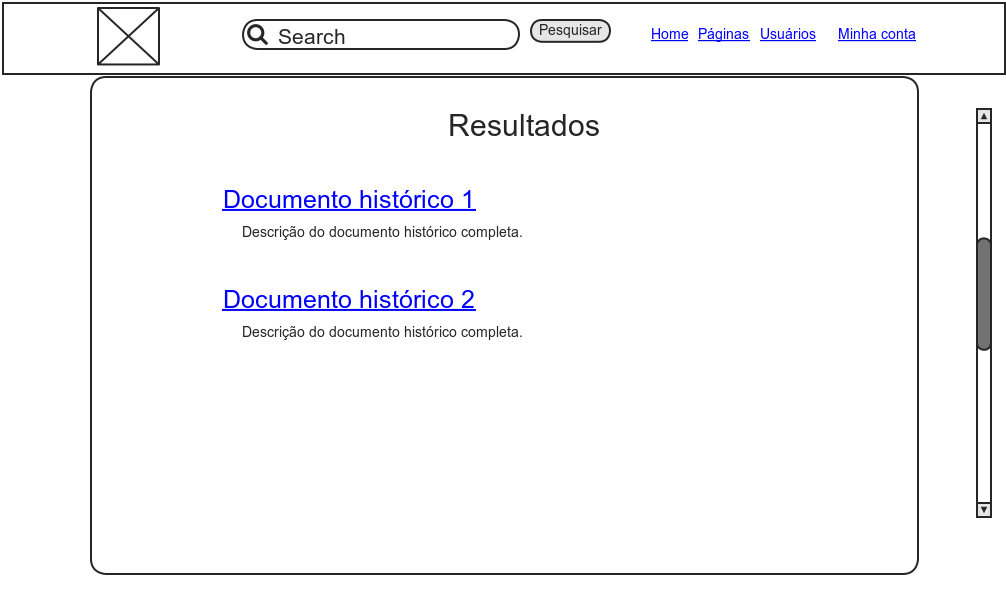 Search
Pesquisar
Home Páginas Usuários Minha conta
Resultados
Documento histórico 1
Descrição do documento histórico completa.
Documento histórico 2
Descrição do documento histórico completa.